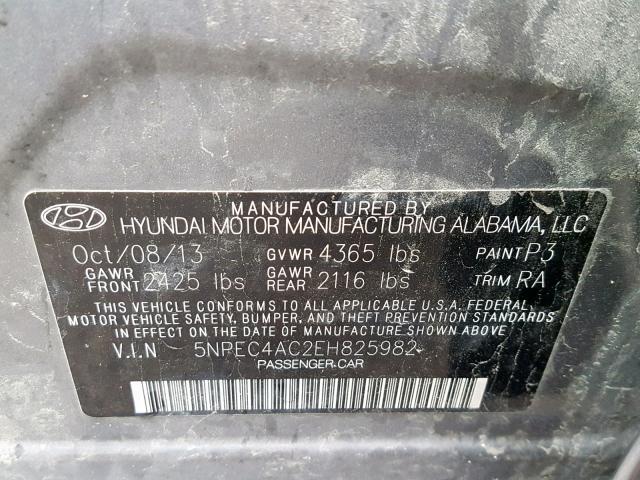 MANUFACTURED BY
HYUNDAI MOTOR MANUFACTURING ALABAMA, LLC
Oct/08/13 GVWR 4365 lbs PAINT P3
GAWR FRONT 2425 lbs GAWR REAR 2116 lbs TRIM RA
THIS VEHICLE CONFORMS TO ALL APPLICABLE U.S.A. FEDERAL
MOTOR VEHICLE SAFETY, BUMPER, AND THEFT PREVENTION STANDARDS
IN EFFECT ON THE DATE OF MANUFACTURE SHOWN ABOVE
V.I.N 5NPEC4AC2EH825982
PASSENGER CAR